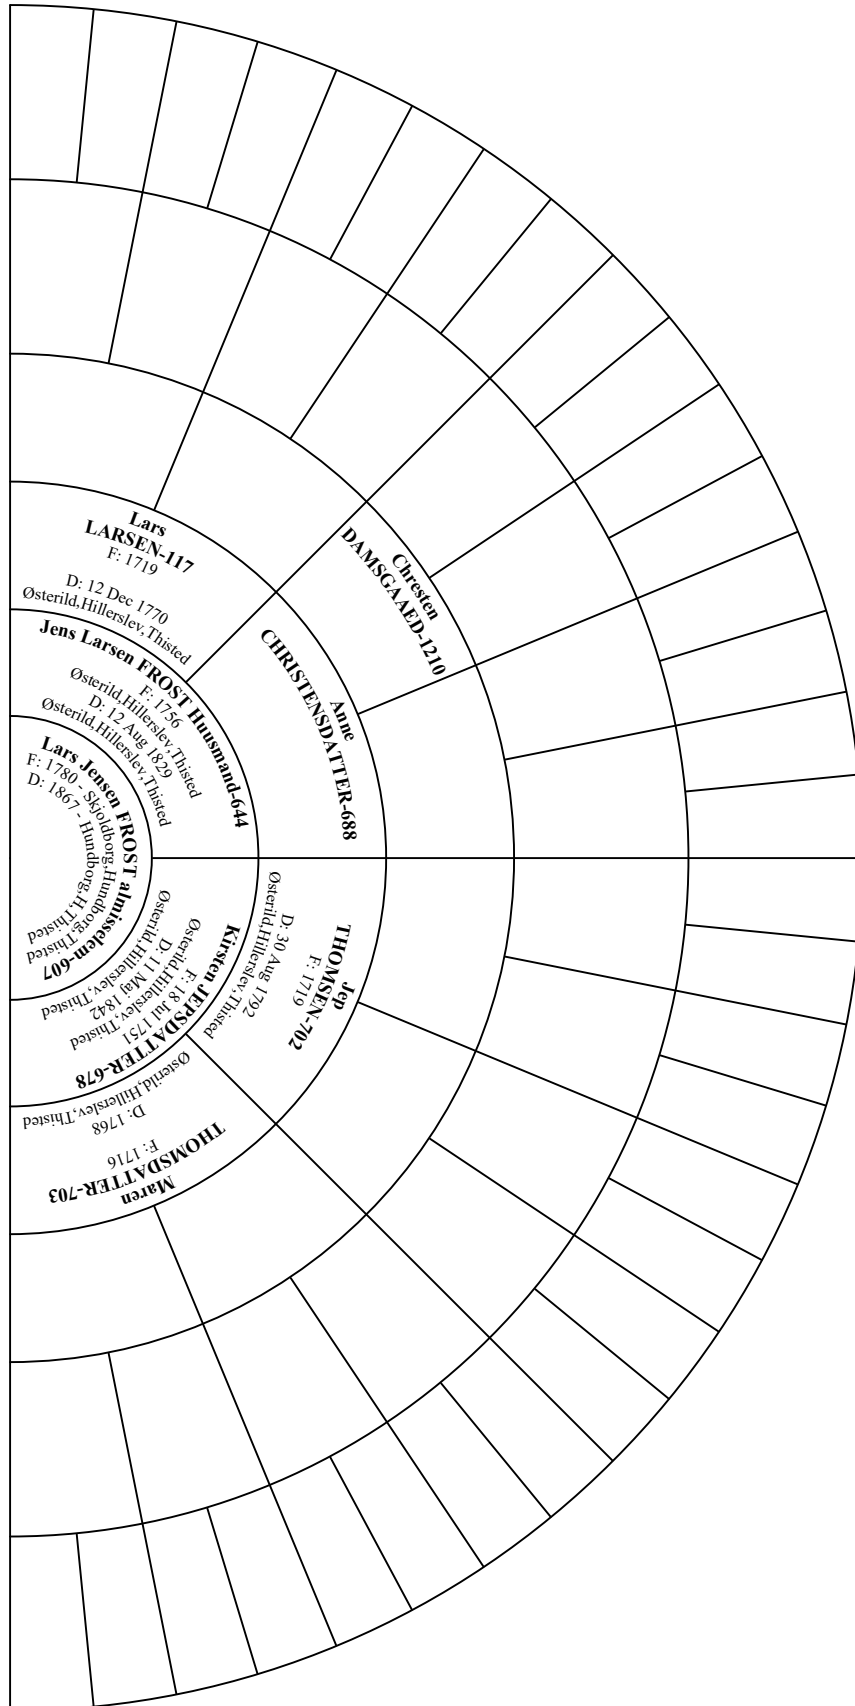 Lars Jensen FROST almisselem-607
F: 1780 - Skjoldborg,Hundborg,Thisted
D: 1867 - Hundborg,H,Thisted
Jens Larsen FROST Huusmand-644
F: 1756
Østerild,Hillerslev,Thisted
D: 12 Aug 1829
Østerild,Hillerslev,Thisted
Kirsten JEPSDATTER-678
F: 18 Jul 1751
Østerild,Hillerslev,Thisted
D: 11 Maj 1842
Østerild,Hillerslev,Thisted
Lars
LARSEN-117
F: 1719
D: 12 Dec 1770
Østerild,Hillerslev,Thisted
Anne
CHRISTENSDATTER-688
Jep
THOMSEN-702
F: 1719
D: 30 Aug 1792
Østerild,Hillerslev,Thisted
Maren
THOMSDATTER-703
F: 1716
D: 1768
Østerild,Hillerslev,Thisted
Chresten
DAMSGAAED-1210